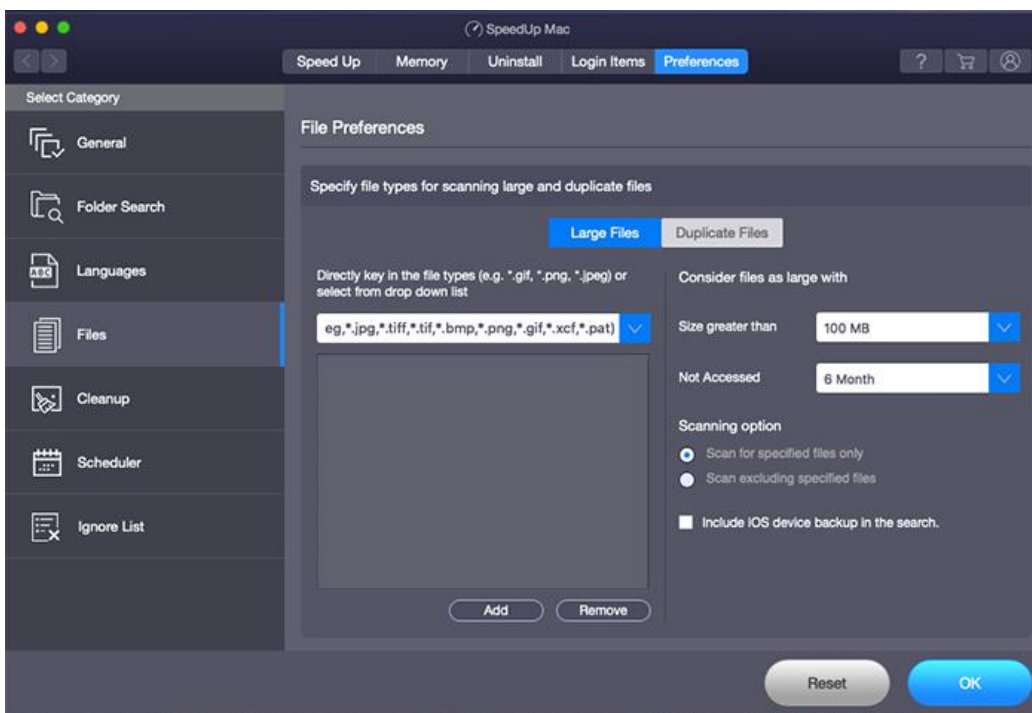 SpeedUp Mac
Speed Up Memory Uninstall Login Items Preferences ?
Select Category
General
Folder Search
ABC Languages
Files
Cleanup
Scheduler
Ignore List
File Preferences
Specify file types for scanning large and duplicate files
Large Files Duplicate Files
Directly key in the file types (e.g. *.gif, *.png, *.jpeg) or
select from drop down list
eg,*.jpg,*.tiff,*.tif,*.bmp,*.png,*.gif,*.xcf,*.pat)
Add Remove
Consider files as large with
Size greater than 100 MB
Not Accessed 6 Month
Scanning option
Scan for specified files only
Scan excluding specified files
Include IOS device backup in the search.
Reset OK